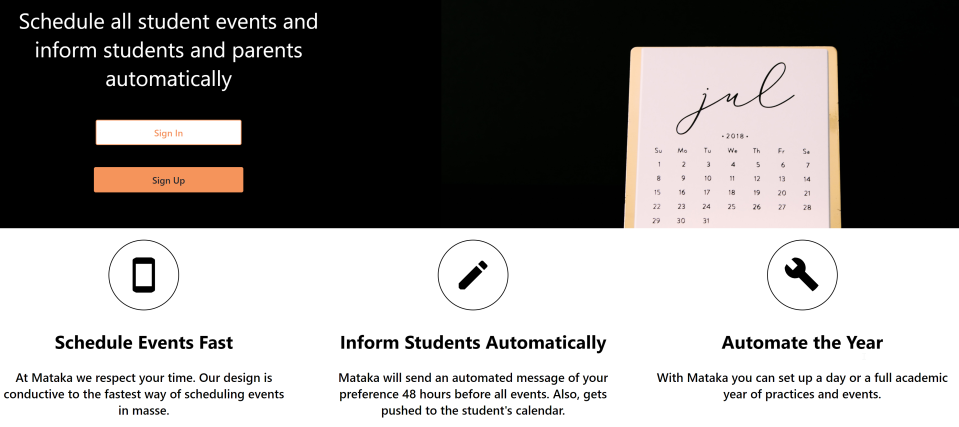 Schedule all student events and
inform students and parents
automatically
Sign In
Sign Up
jul
•2018•
Su Mo Tu We Th Fr Sa
1 2 3 4 5 6 7
8 9 10 11 12 13 14
15 16 17 18 19 20 21
22 23 24 25 26 27 28
29 30 31
Schedule Events Fast
At Mataka we respect your time. Our design is
conductive to the fastest way of scheduling events
in masse.
Inform Students Automatically
Mataka will send an automated message of your
preference 48 hours before all events. Also, gets
pushed to the student's calendar.
Automate the Year
With Mataka you can set up a day or a full academic
year of practices and events.